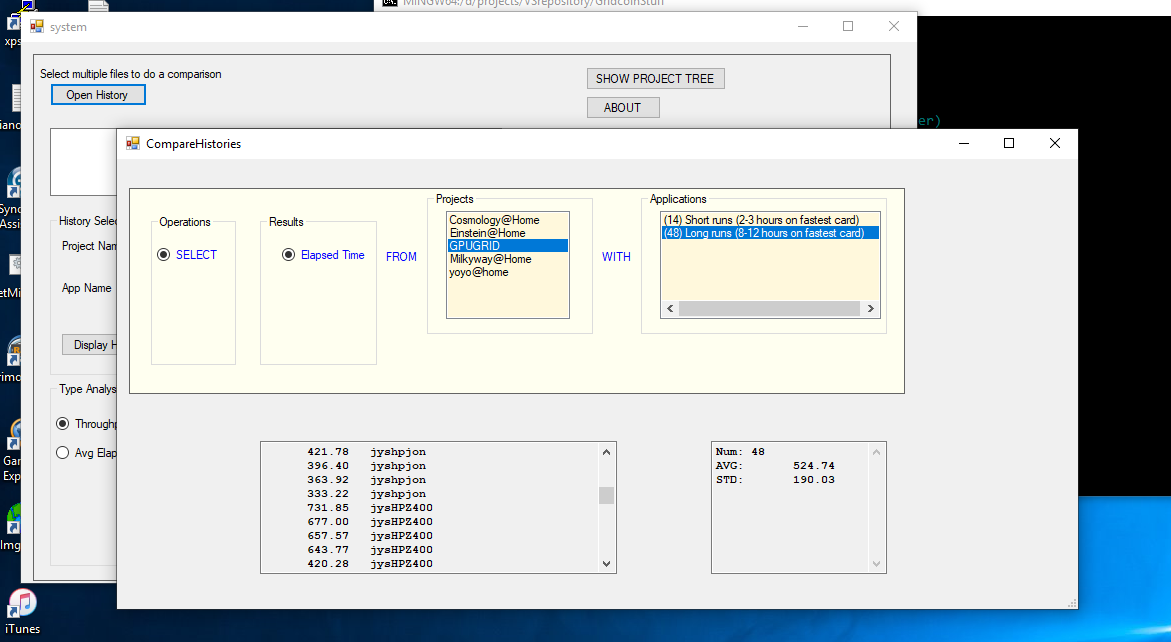 MINGW64:/d/projects/V3repository/GridcoinStuff
system
xps
Select multiple files to do a comparison
Open History
SHOW PROJECT TREE
ABOUT
er)
CompareHistories
History Selec
Project Nam
App Name
Display H
Type Analys
Throughp
Avg Elap
Operations
SELECT
Results
Elapsed Time
FROM
Projects
Cosmology@Home
Einstein@Home
GPUGRID
Milkyway@Home
yoyo@home
WITH
Applications
(14) Short runs (2-3 hours on fastest card)
(48) Long runs (8-12 hours on fastest card)
421.78 jyshpjon
396.40 jyshpjon
363.92 jyshpjon
333.22 jyshpjon
731.85 jysHPZ400
677.00 jysHPZ400
657.57 jysHPZ400
643.77 jysHPZ400
420.28 jysHPZ400
Num: 48
AVG: 524.74
STD: 190.03
iand
Sync
Assis
etMi
rimo
Gar
Exp
Img
iTunes